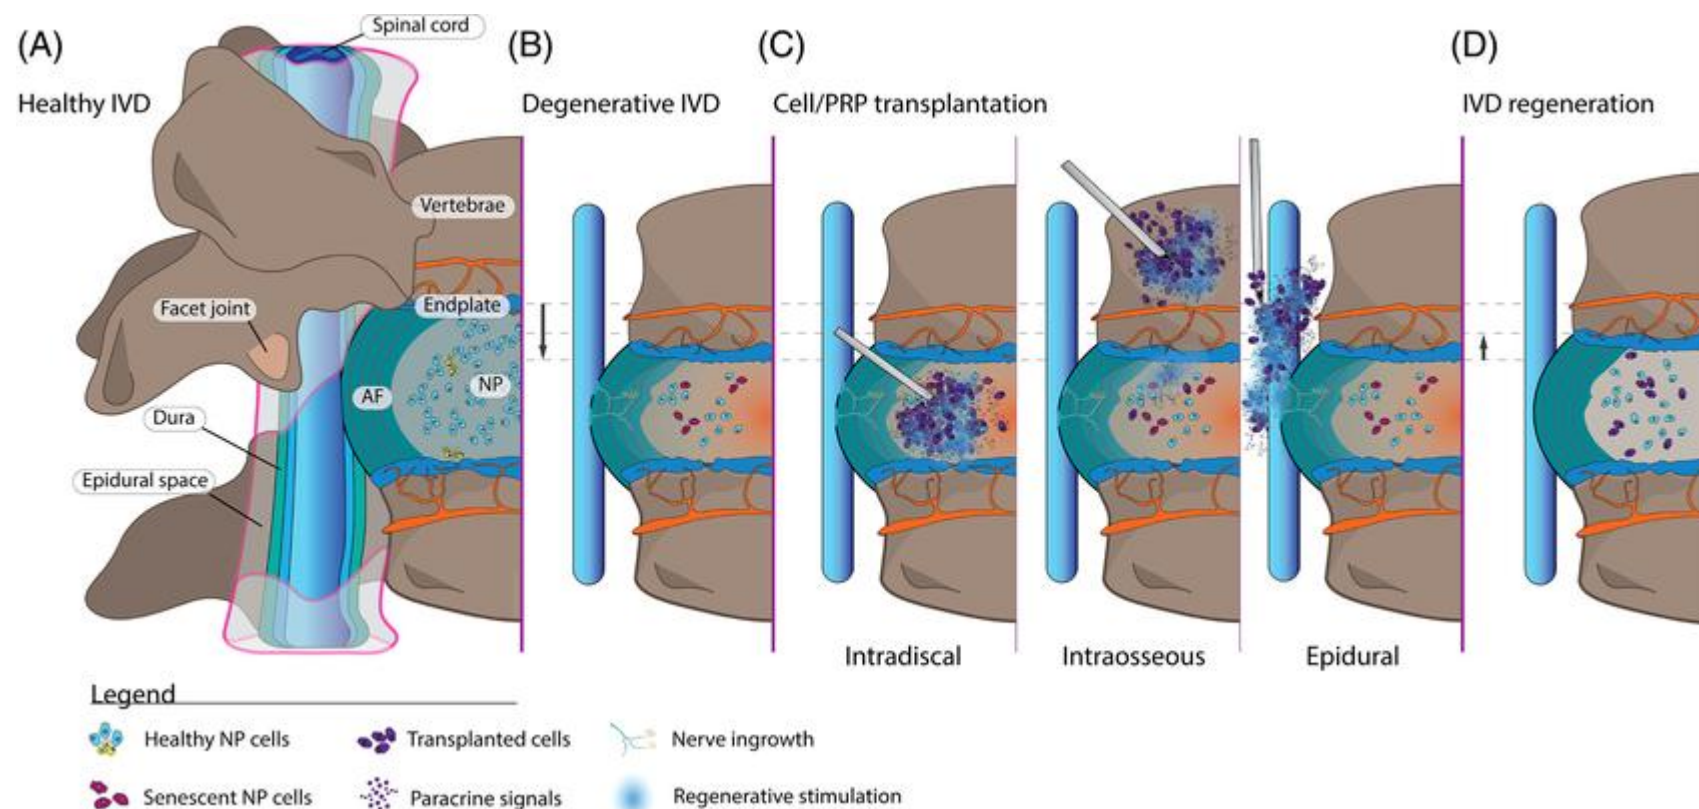 (A)
Spinal cord
(B)
(C)
(D)
Healthy IVD
Degenerative IVD
Cell/PRP transplantation
IVD regeneration
Vertebrae
Endplate
Facet joint
NP
AF
Dura
Epidural space
Intradiscal
Intraosseous
Epidural
Legend
Healthy NP cells
Transplanted cells
Nerve ingrowth
Senescent NP cells
Paracrine signals
Regenerative stimulation